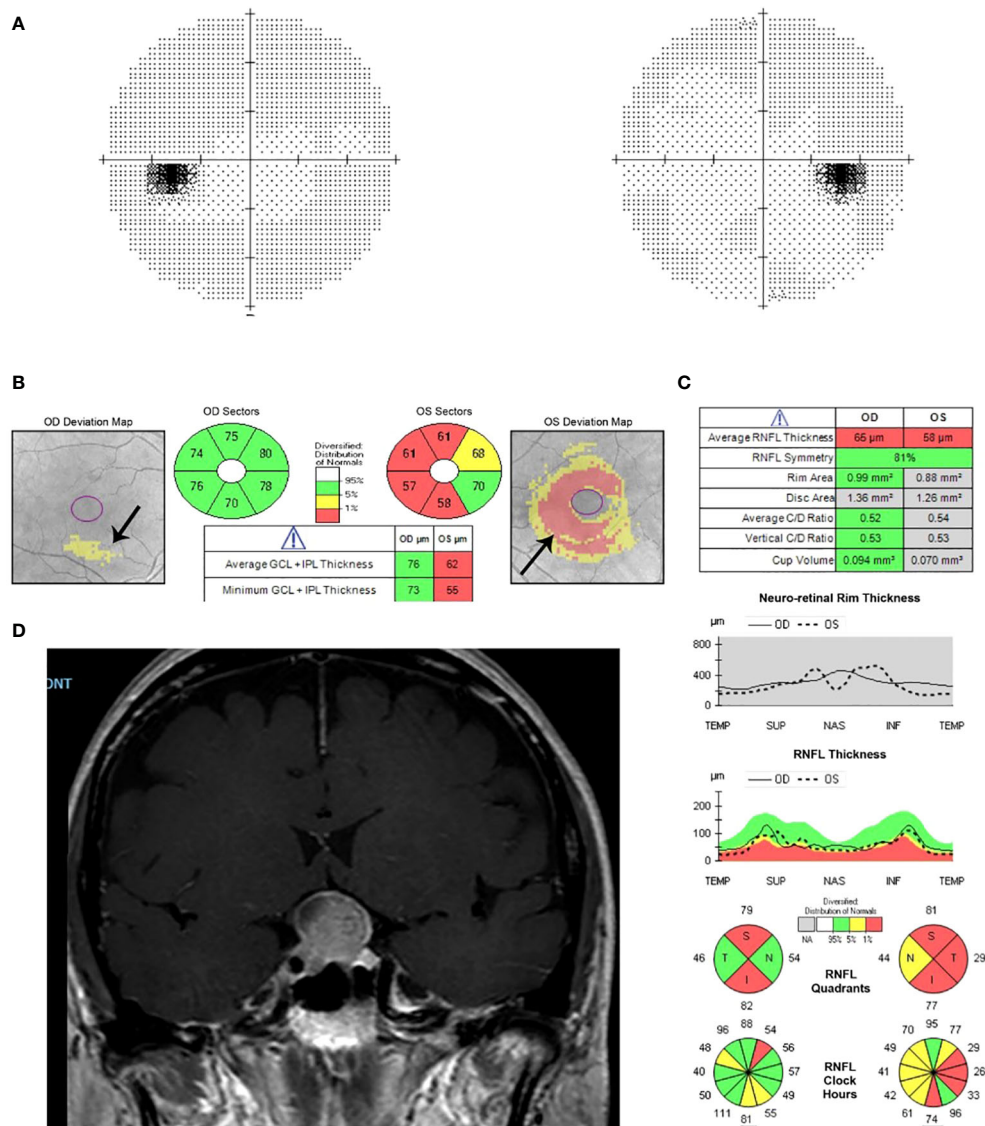 A
B
OD Deviation Map
OD Sectors
75
74
80
76
78
70
Diversified:
Distribution
of Normals
95%
5%
1%
OS Sectors
61
61
68
57
70
58
OS Deviation Map
OD μm
OS μm
Average GCL + IPL Thickness
76
62
Minimum GCL + IPL Thickness
73
55
C
OD
OS
Average RNFL Thickness
65 μm
58 μm
RNFL Symmetry
81%
Rim Area
0.99 mm²
0.88 mm²
Disc Area
1.36 mm²
1.26 mm²
Average C/D Ratio
0.52
0.54
Vertical C/D Ratio
0.53
0.53
Cup Volume
0.094 mm³
0.070 mm³
Neuro-retinal Rim Thickness
μm
OD
OS
800
400
0
TEMP
SUP
NAS
INF
TEMP
RNFL Thickness
μm
OD
OS
200
100
0
TEMP
SUP
NAS
INF
TEMP
Diversified:
Distribution of Normals
NA
95%
5%
1%
79
S
46
T
N
54
I
82
RNFL
Quadrants
81
S
44
N
T
29
I
77
88
96
54
48
56
40
57
50
49
111
55
81
RNFL
Clock
Hours
95
70
77
49
29
41
26
42
33
61
96
74
D
ONT